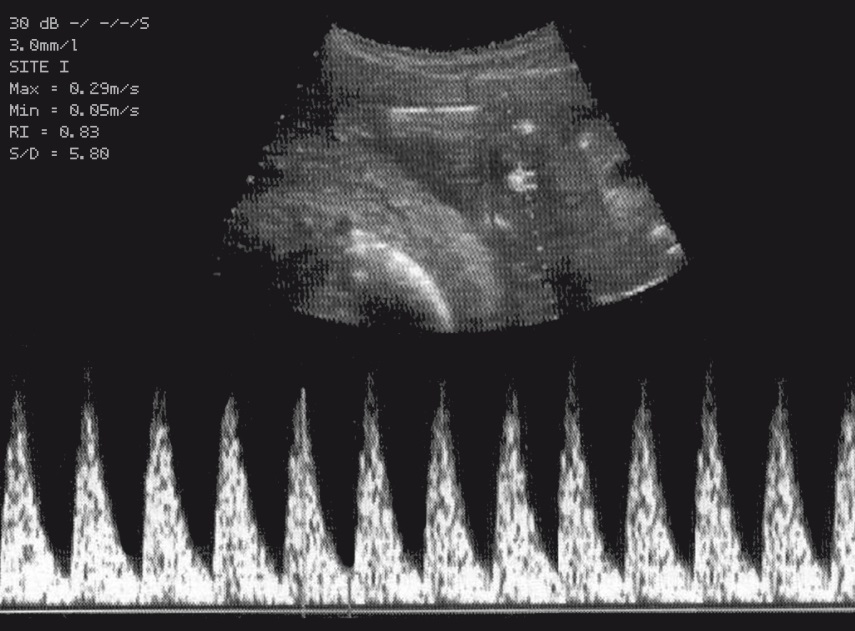 30 dB -/ -/-/S
3.0mm/l
SITE I
Max = 0.29m/s
Min = 0.05m/s
RI = 0.83
S/D = 5.80